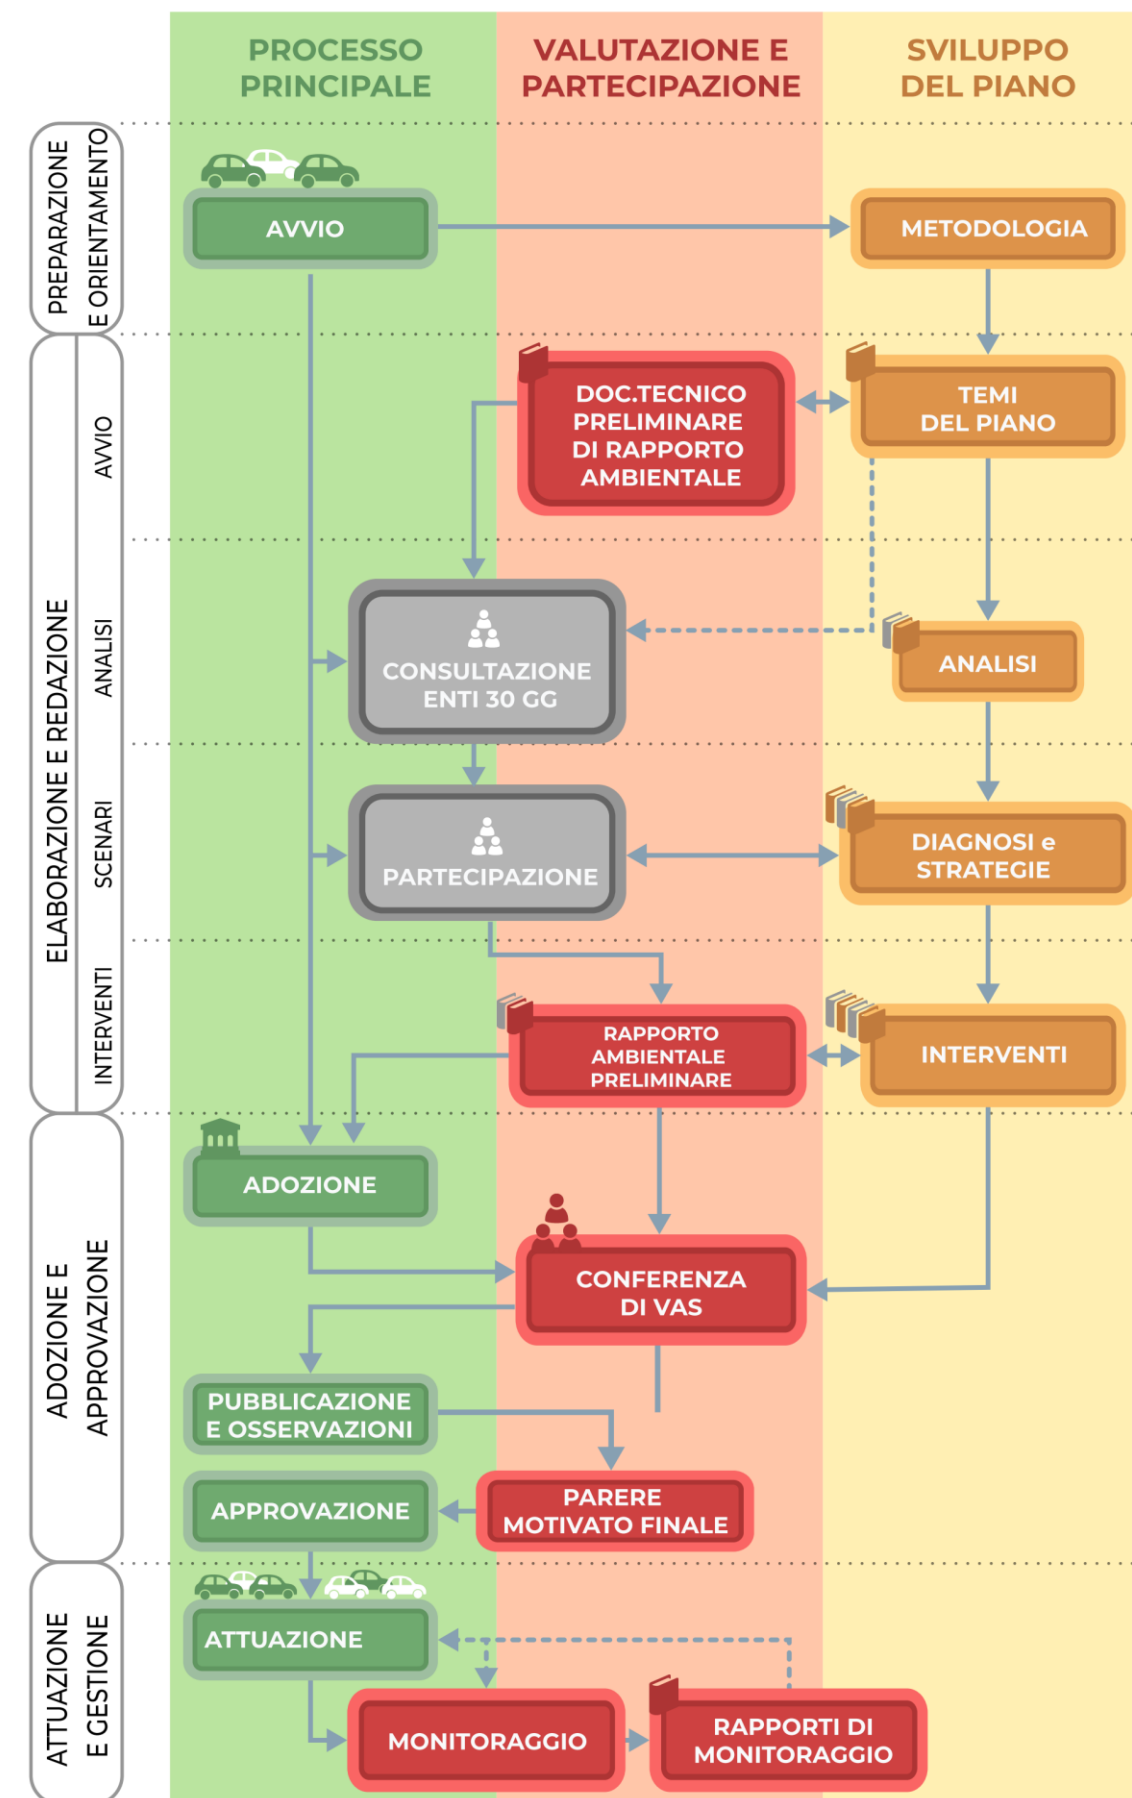 PROCESSO
PRINCIPALE
VALUTAZIONE E
PARTECIPAZIONE
SVILUPPO
DEL PIANO
PREPARAZIONE
E ORIENTAMENTO
AVVIO
METODOLOGIA
ELABORAZIONE E REDAZIONE
AVVIO
DOC.TECNICO
PRELIMINARE
DI RAPPORTO
AMBIENTALE
TEMI
DEL PIANO
ANALISI
CONSULTAZIONE
ENTI 30 GG
ANALISI
SCENARI
PARTECIPAZIONE
DIAGNOSI e
STRATEGIE
INTERVENTI
RAPPORTO
AMBIENTALE
PRELIMINARE
INTERVENTI
ADOZIONE E
APPROVAZIONE
ADOZIONE
CONFERENZA
DI VAS
PUBBLICAZIONE
E OSSERVAZIONI
APPROVAZIONE
PARERE
MOTIVATO FINALE
ATTUAZIONE
E GESTIONE
ATTUAZIONE
MONITORAGGIO
RAPPORTI DI
MONITORAGGIO